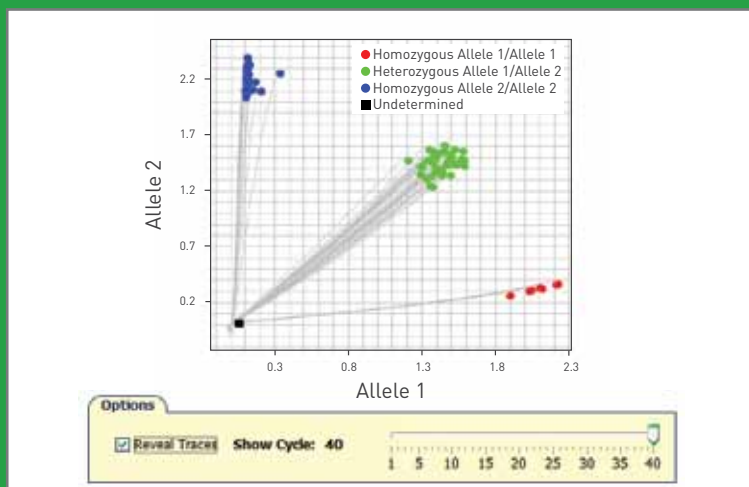 Homozygous Allele 1/Allele 1
Heterozygous Allele 1/Allele 2
Homozygous Allele 2/Allele 2
Undetermined
Allele 2
2.2
1.7
1.2
0.7
0.2
0.3 0.8 1.3 1.8 2.3
Allele 1
Options
Reveal Traces Show Cycle: 40
1 5 10 15 20 25 30 35 40